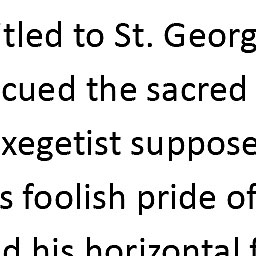 tled to St. Georg
cued the sacred
xegetist suppose
s foolish pride of
d his horizontal f